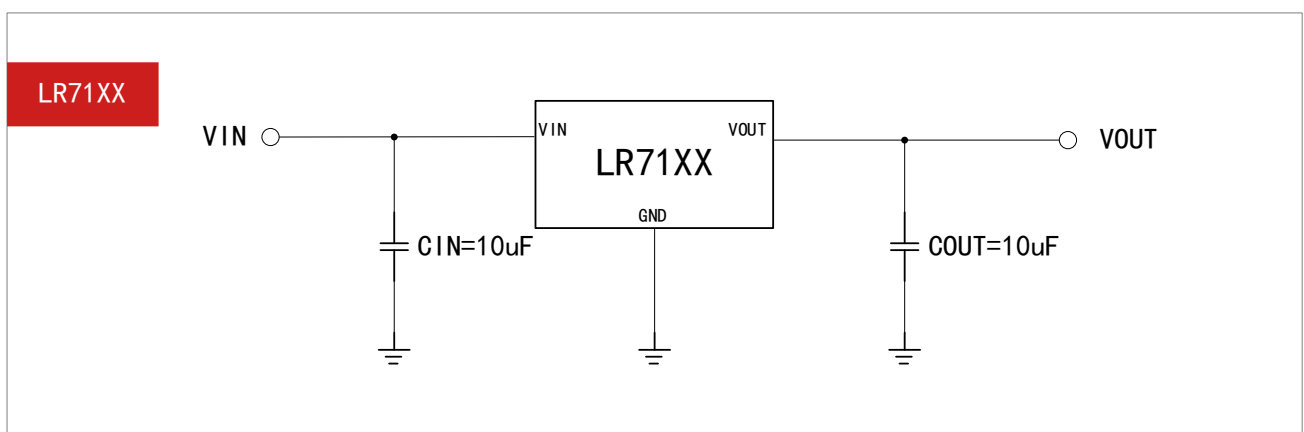 LR71XX
VIN
VIN
VOUT
VOUT
LR71XX
GND
CIN=10uF
COUT=10uF